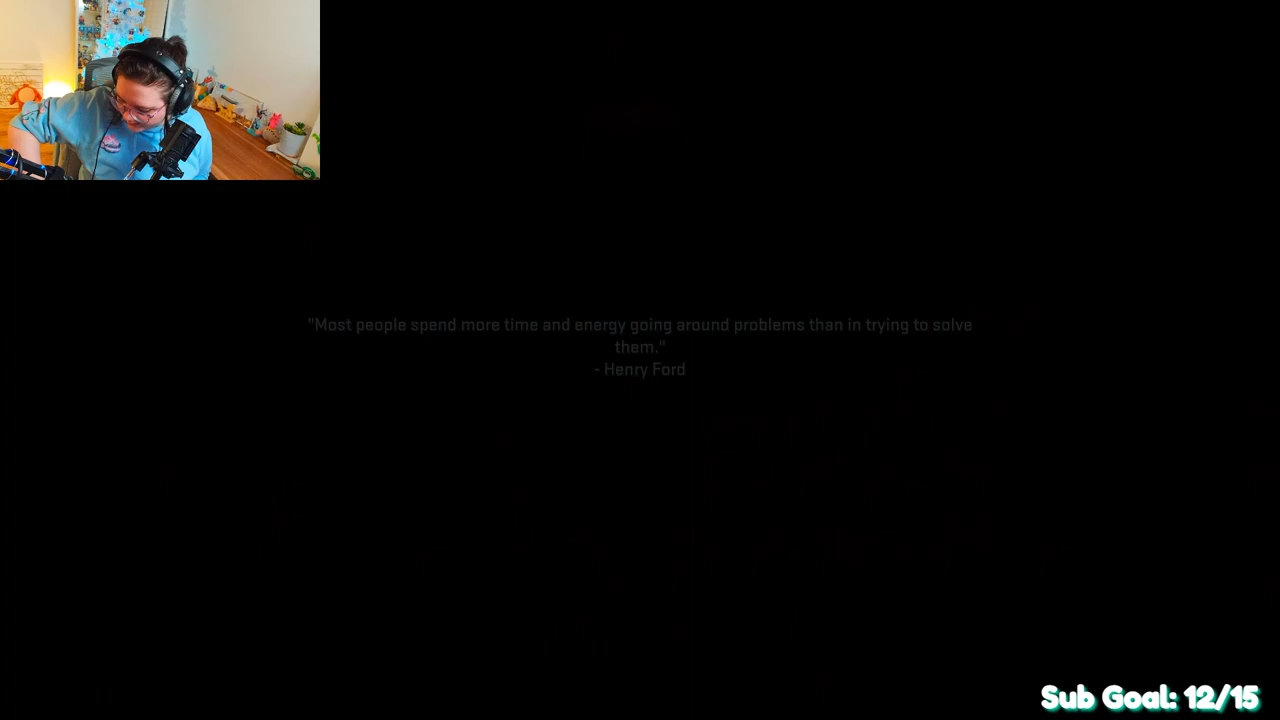 "Most people spend more time and energy going around problems than in trying to solve
them."
- Henry Ford
Sub Goal: 12/15